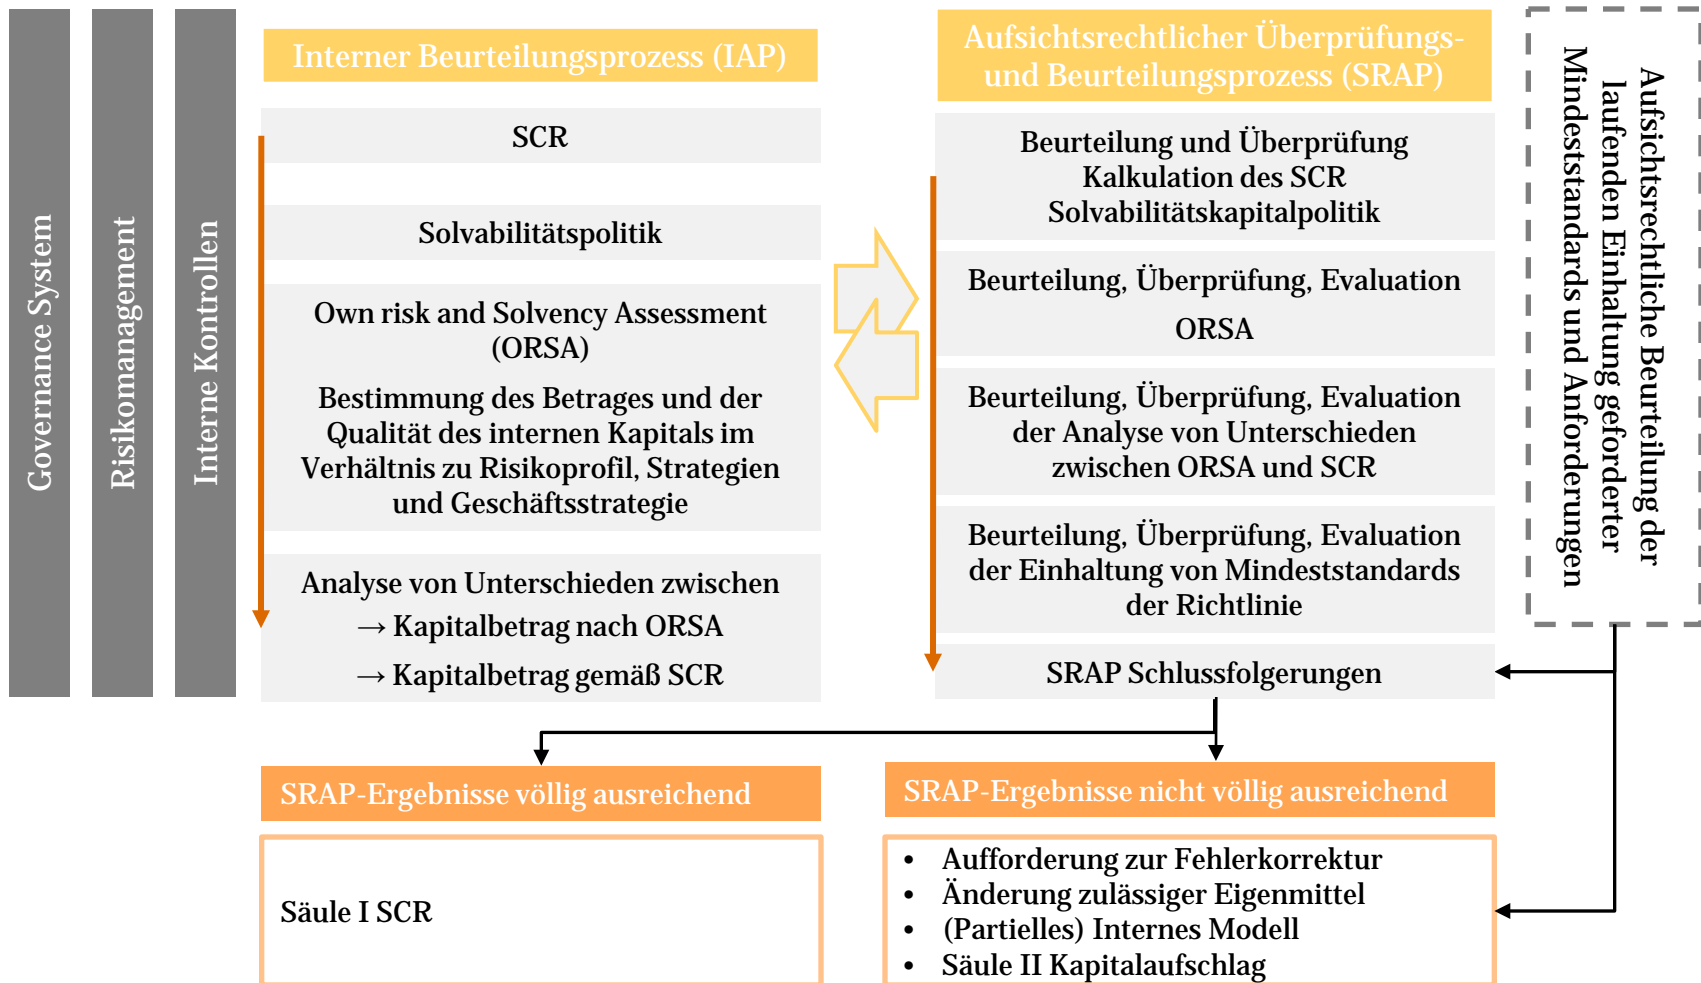 Governance System
Risikomanagement
Interne Kontrollen
Interner Beurteilungsprozess (IAP)
SCR
Solvabilitätspolitik
Own risk and Solvency Assessment
(ORSA)
Bestimmung des Betrages und der
Qualität des internen Kapitals im
Verhältnis zu Risikoprofil, Strategien
und Geschäftsstrategie
Analyse von Unterschieden zwischen
→ Kapitalbetrag nach ORSA
→ Kapitalbetrag gemäß SCR
Aufsichtsrechtlicher Überprüfungs-
und Beurteilungsprozess (SRAP)
Beurteilung und Überprüfung
Kalkulation des SCR
Solvabilitätskapitalpolitik
Beurteilung, Überprüfung, Evaluation
ORSA
Beurteilung, Überprüfung, Evaluation
der Analyse von Unterschieden
zwischen ORSA und SCR
Beurteilung, Überprüfung, Evaluation
der Einhaltung von Mindeststandards
der Richtlinie
SRAP Schlussfolgerungen
Aufsichtsrechtliche Beurteilung der
laufenden Einhaltung geforderter
Mindeststandards und Anforderungen
SRAP-Ergebnisse völlig ausreichend
Säule I SCR
SRAP-Ergebnisse nicht völlig ausreichend
• Aufforderung zur Fehlerkorrektur
• Änderung zulässiger Eigenmittel
• (Partielles) Internes Modell
• Säule II Kapitalaufschlag